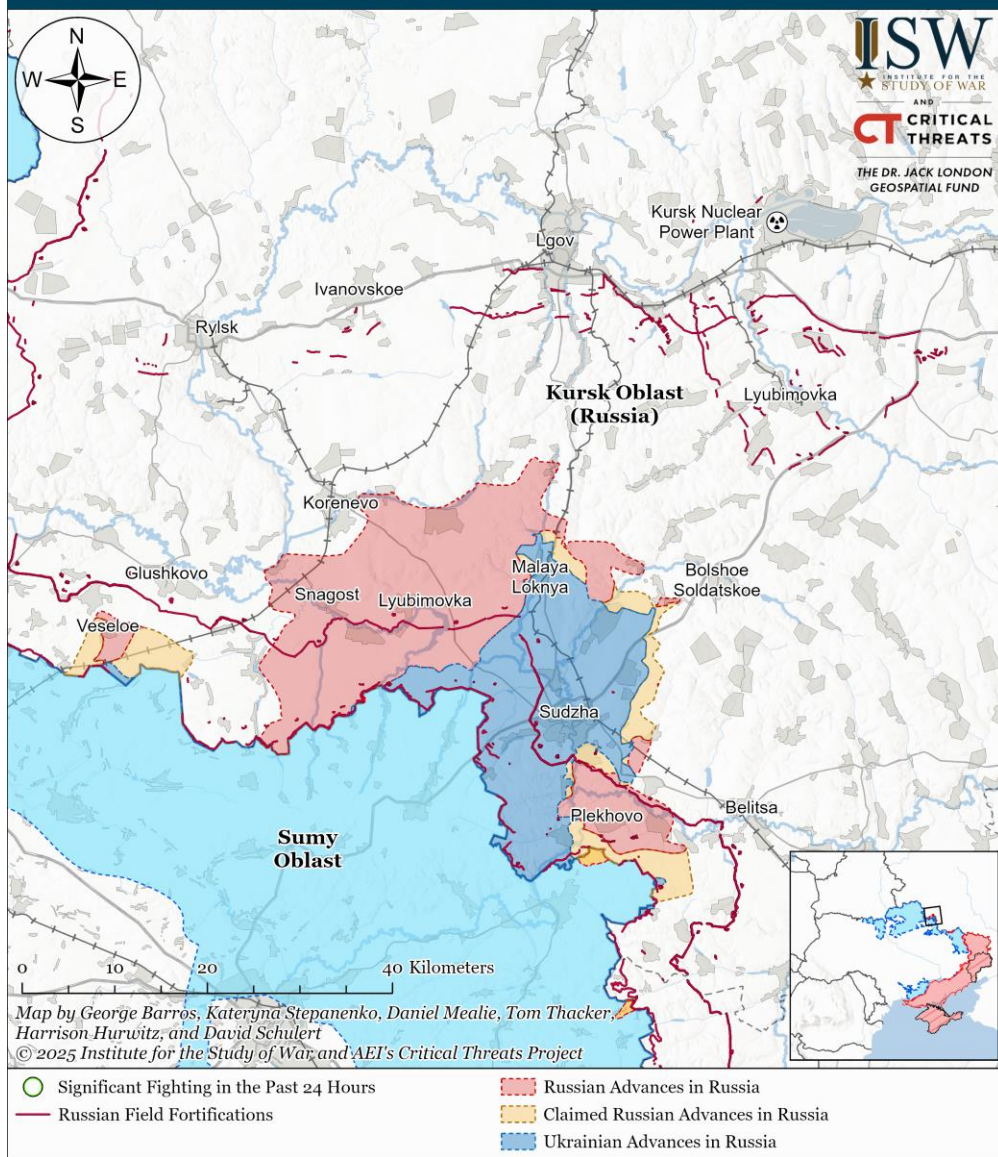 N
W
E
S
ISW
INSTITUTE FOR THE
STUDY OF WAR
AND
CT CRITICAL
THREATS
THE DR. JACK LONDON
GEOSPATIAL FUND
Kursk Nuclear
Power Plant
Lgov
Ivanovskoe
Rylsk
Kursk Oblast
(Russia)
Lyubimovka
Korenevo
Glushkovo
Malaya
Loknya
Bolshoe
Soldatskoe
Snagost
Lyubimovka
Veseloe
Sudzha
Plekhovo
Belitsa
Sumy
Oblast
0 10 20 40 Kilometers
Map by George Barros, Kateryna Stepanenko, Daniel Mealie, Tom Thacker,
Harrison Hurwitz, and David Schulert
© 2025 Institute for the Study of War and AEI's Critical Threats Project
Significant Fighting in the Past 24 Hours
Russian Field Fortifications
Russian Advances in Russia
Claimed Russian Advances in Russia
Ukrainian Advances in Russia